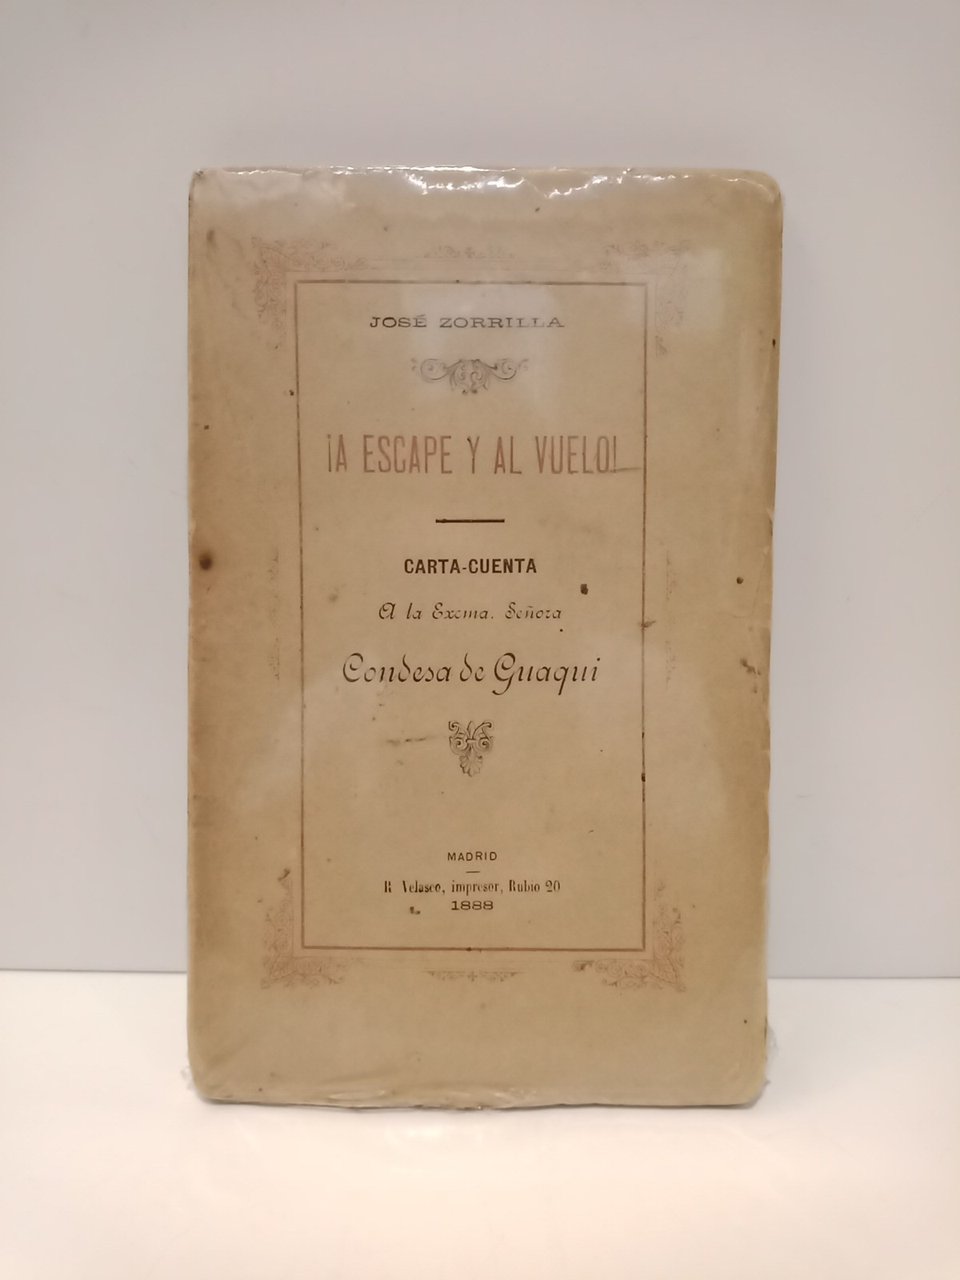 JOSÉ ZORRILLA
¡A ESCAPE Y AL VUELO!
CARTA-CUENTA
A la Excma. Señora
Condesa de Guaqui
MADRID
R. Velasco, impresor, Rubio 20
1888